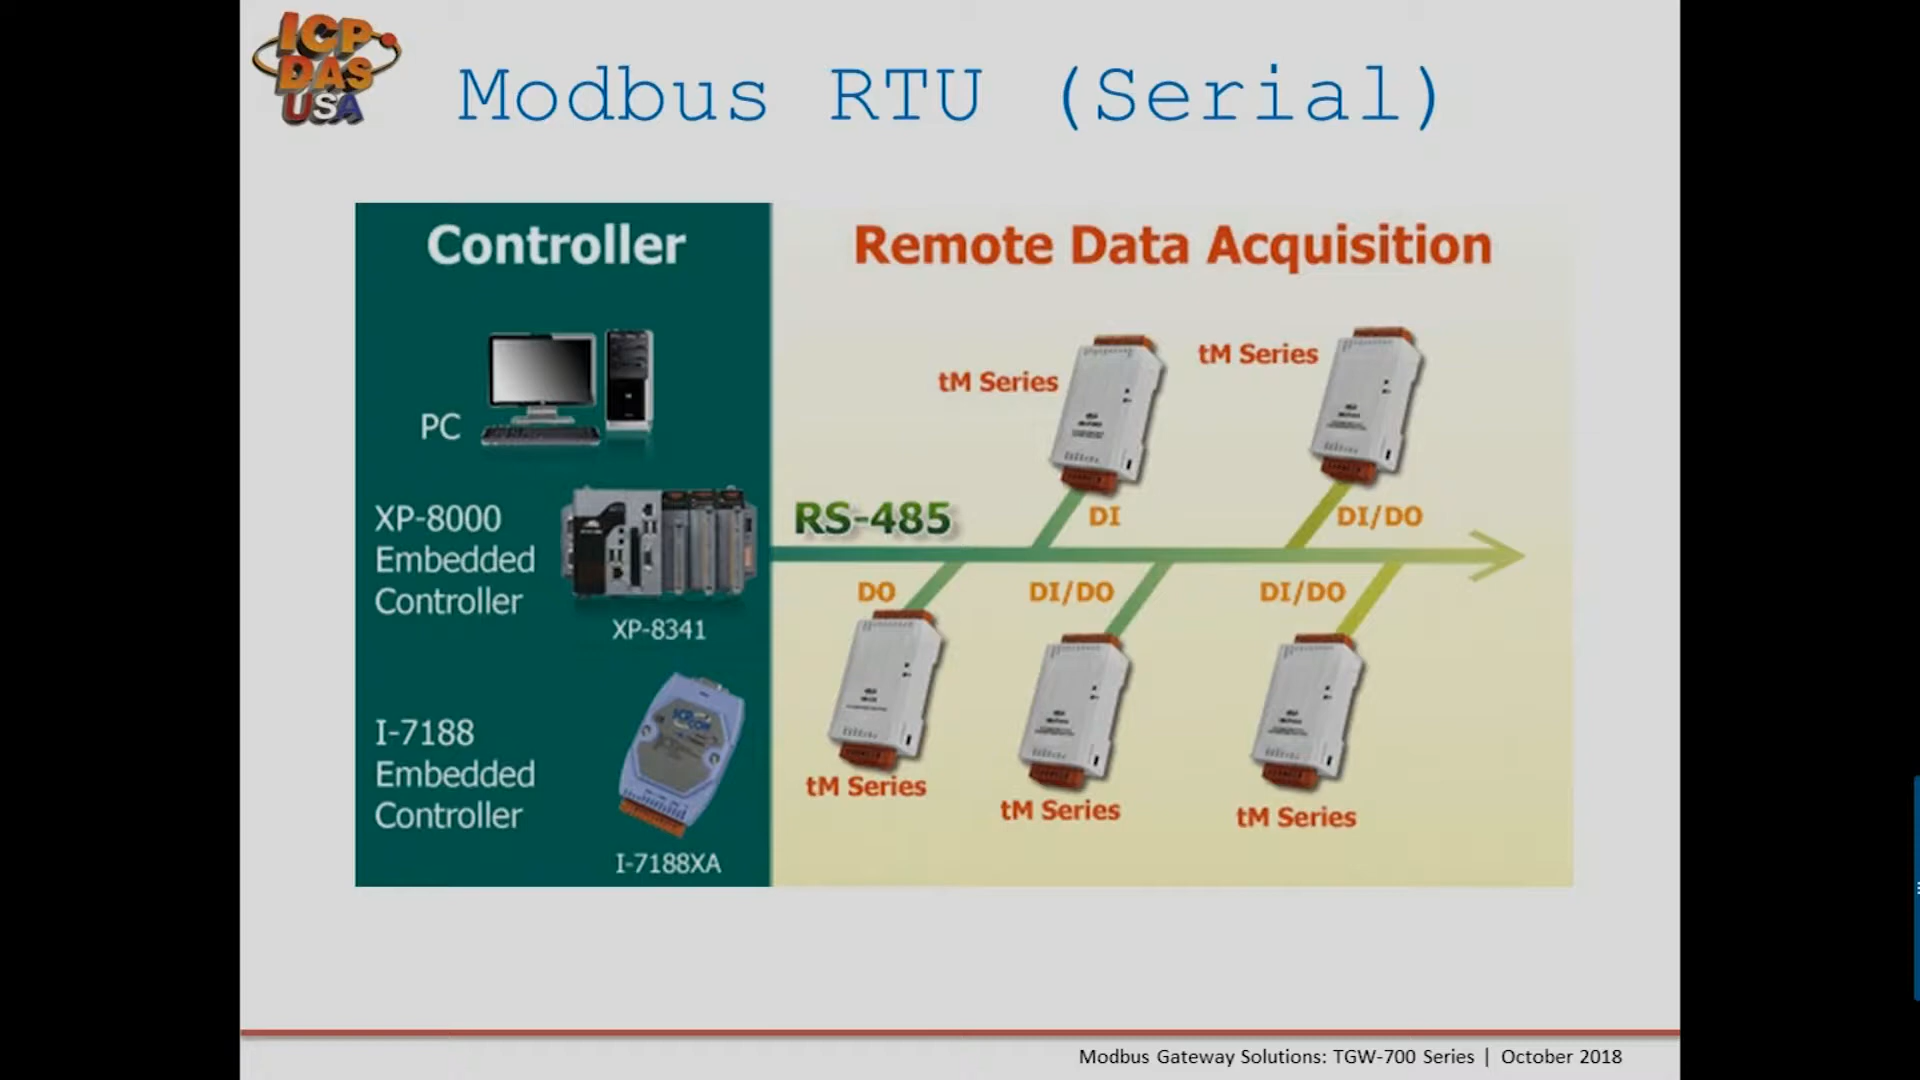 ICP
DAS
USA
Modbus RTU (Serial)
Controller
PC
XP-8000
Embedded
Controller
XP-8341
I-7188
Embedded
Controller
I-7188XA
Remote Data Acquisition
tM Series
tM Series
RS-485
DI
DI/DO
DO
DI/DO
DI/DO
tM Series
tM Series
tM Series
Modbus Gateway Solutions: TGW-700 Series | October 2018